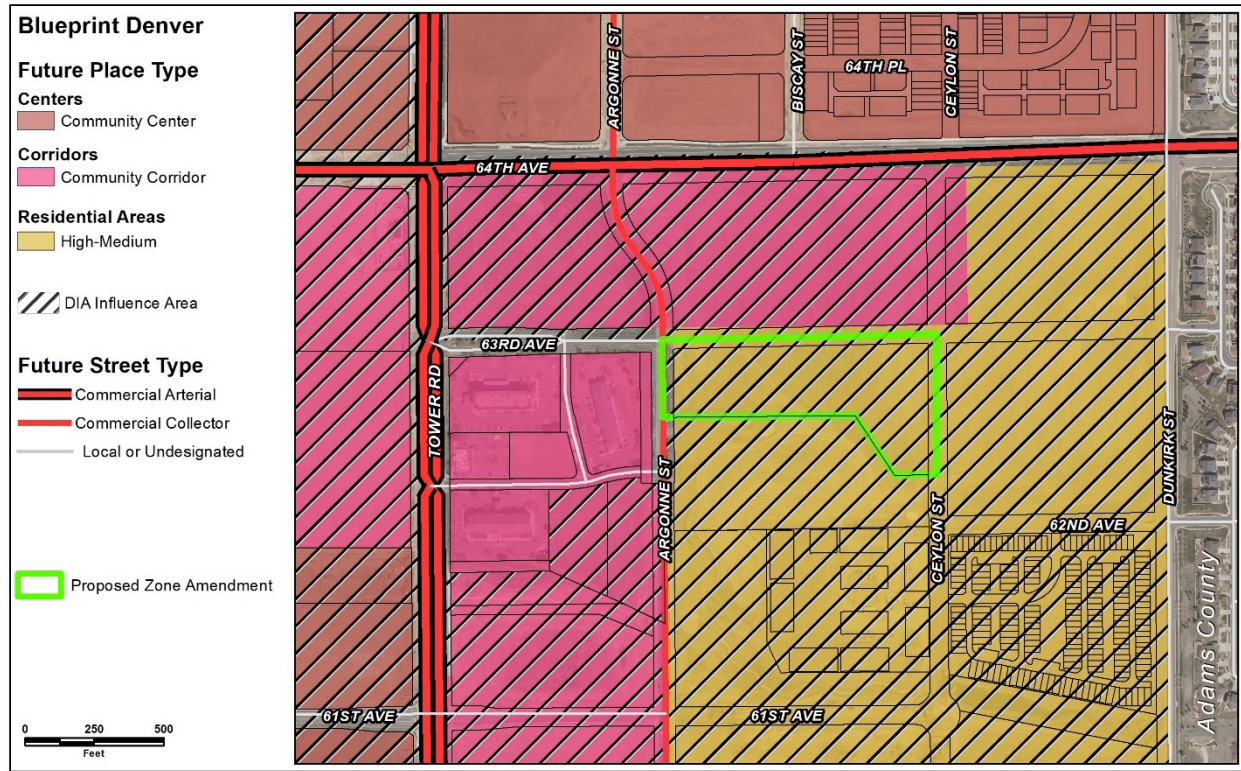 Blueprint Denver
Future Place Type
Centers
Community Center
Corridors
Community Corridor
Residential Areas
High-Medium
DIA Influence Area
Future Street Type
Commercial Arterial
Commercial Collector
Local or Undesignated
Proposed Zone Amendment
0 250 500
Feet
ARGONNE ST
BISCAY ST
CEYLON ST
64TH PL
64TH AVE
63RD AVE
TOWER RD
ARGONNE ST
CEYLON ST
DUNKIRK ST
62ND AVE
61ST AVE
61ST AVE
Adams County